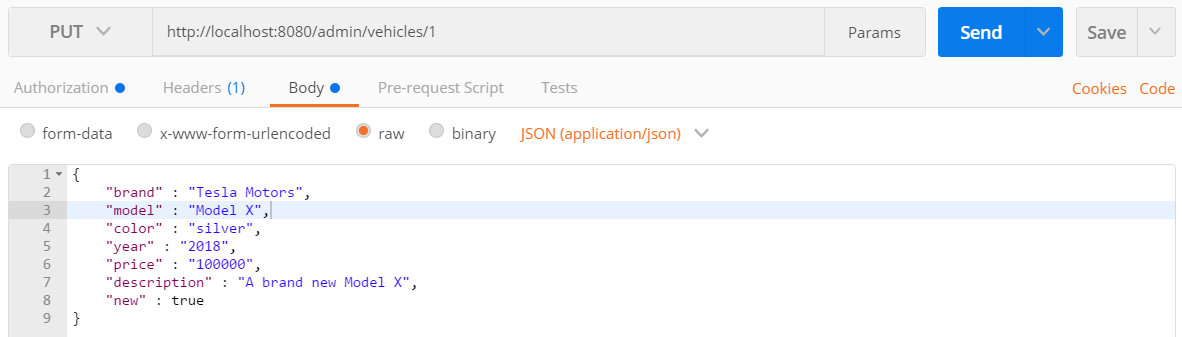 PUT http://localhost:8080/admin/vehicles/1 Params Send Save
Authorization Headers (1) Body Pre-request Script Tests Cookies Code
form-data x-www-form-urlencoded raw binary JSON (application/json)
1 {
2 "brand" : "Tesla Motors",
3 "model" : "Model X",
4 "color" : "silver",
5 "year" : "2018",
6 "price" : "100000",
7 "description" : "A brand new Model X",
8 "new" : true
9 }